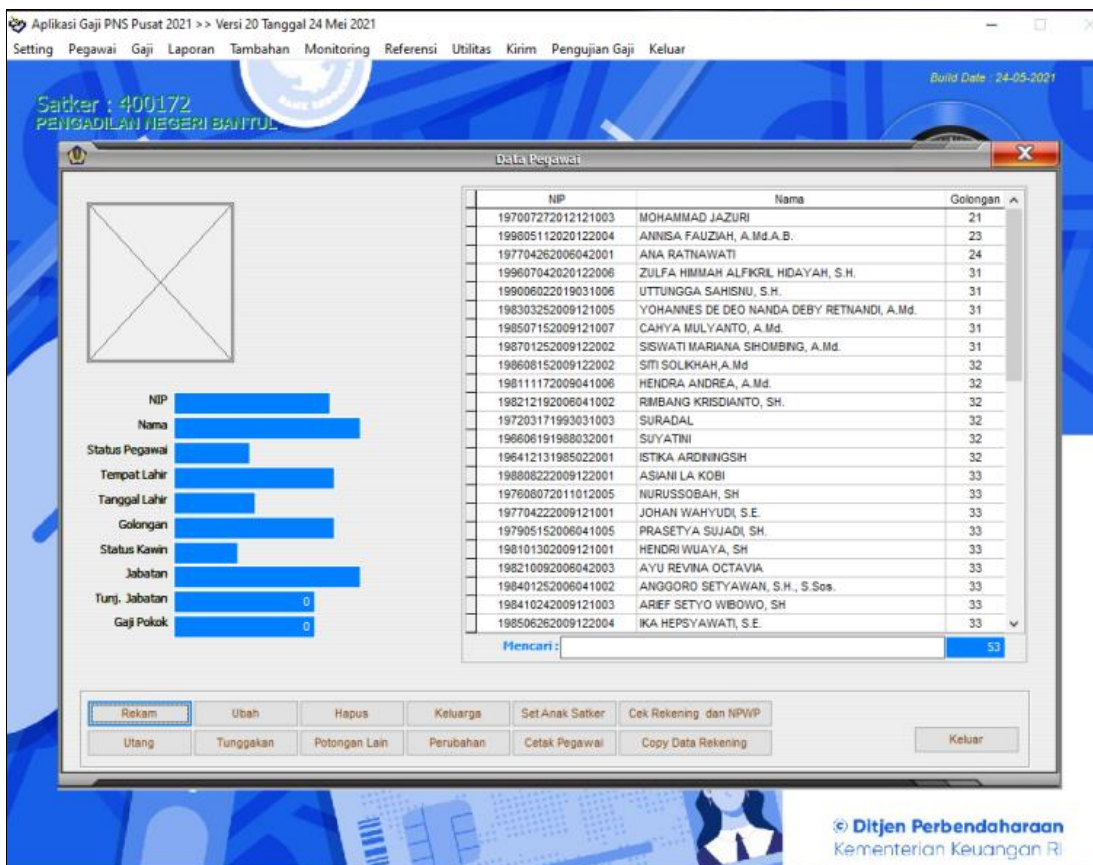 Aplikasi Gaji PNS Pusat 2021 >> Versi 20 Tanggal 24 Mei 2021
Setting Pegawai Gaji Laporan Tambahan Monitoring Referensi Utilitas Kirim Pengujian Gaji Keluar
Build Date : 24-05-2021
Satker : 400172
PENGADILAN NEGERI BANTUL
Data Pegawai
NIP Nama Golongan
197007272012121003 MOHAMMAD JAZURI 21
199805112020122004 ANNISA FAUZIAH, A.Md.A.B. 23
197704262006042001 ANA RATNAWATI 24
199607042020122006 ZULFA HIMMAH ALFIKRIL HIDAYAH, S.H. 31
199006022019031006 UTTUNGGA SAHISNU, S.H. 31
198303252009121005 YOHANNES DE DEO NANDA DEBY RETNANDI, A.Md. 31
198507152009121007 CAHYA MULYANTO, A.Md. 31
198701252009122002 SISWATI MARIANA SIHOMBING, A.Md. 31
198608152009122002 SITI SOLIKHAH,A.Md 32
198111172009041006 HENDRA ANDREA, A.Md. 32
198212192006041002 RIMBANG KRISDIANTO, SH. 32
197203171993031003 SURADAL 32
196606191988032001 SUYATINI 32
196412131985022001 ISTIKA ARDININGSIH 32
198808222009122001 ASIANI LA KOBI 33
197608072011012005 NURUSSOBAH, SH 33
197704222009121001 JOHAN WAHYUDI, S.E. 33
197905152006041005 PRASETYA SUJADI, SH. 33
198101302009121001 HENDRI WIJAYA, SH 33
198210092006042003 AYU REVINA OCTAVIA 33
198401252006041002 ANGGORO SETYAWAN, S.H., S.Sos. 33
198410242009121003 ARIEF SETYO WIBOWO, SH 33
198506262009122004 IKA HEPSYAWATI, S.E. 33
Mencari : 53
NIP
Nama
Status Pegawai
Tempat Lahir
Tanggal Lahir
Golongan
Status Kawin
Jabatan
Tunj. Jabatan 0
Gaji Pokok 0
Rekam Ubah Hapus Keluarga Set Anak Satker Cek Rekening dan NPWP
Utang Tunggakan Potongan Lain Perubahan Cetak Pegawai Copy Data Rekening Keluar
© Ditjen Perbendaharaan
Kementerian Keuangan RI